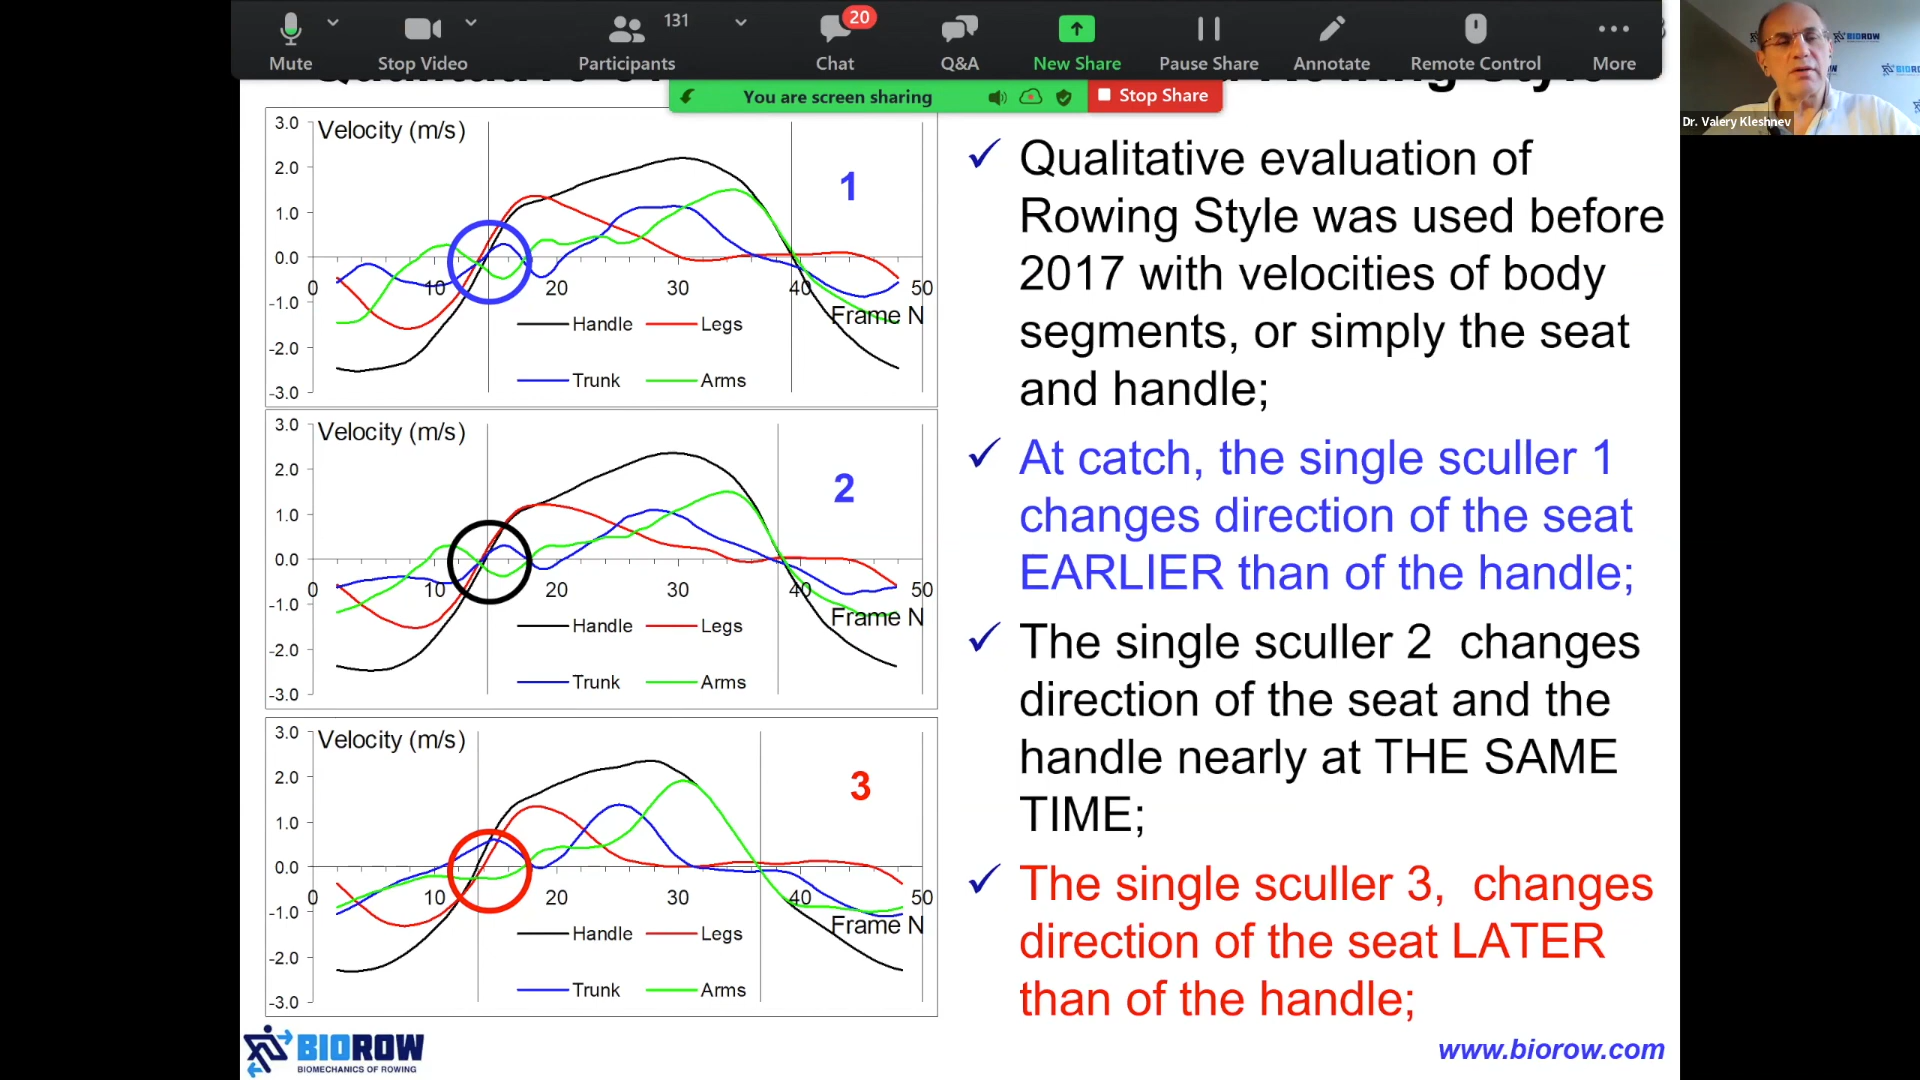 131
20
Mute
Stop Video
Participants
Chat
Q&A
New Share
Pause Share
Annotate
Remote Control
More
You are screen sharing
Stop Share
Dr. Valery Kleshnev
BIOROW
Rowing Style
3.0
Velocity (m/s)
2.0
1
1.0
0.0
0
10
20
30
40
50
-1.0
Frame N
Handle
Legs
-2.0
Trunk
Arms
-3.0
3.0
Velocity (m/s)
2.0
2
1.0
0.0
0
10
20
30
40
50
-1.0
Frame N
Handle
Legs
-2.0
Trunk
Arms
-3.0
3.0
Velocity (m/s)
2.0
3
1.0
0.0
0
10
20
30
40
50
-1.0
Frame N
Handle
Legs
-2.0
Trunk
Arms
-3.0
Qualitative evaluation of
Rowing Style was used before
2017 with velocities of body
segments, or simply the seat
and handle;
At catch, the single sculler 1
changes direction of the seat
EARLIER than of the handle;
The single sculler 2  changes
direction of the seat and the
handle nearly at THE SAME
TIME;
The single sculler 3,  changes
direction of the seat LATER
than of the handle;
BIOROW
BIOMECHANICS OF ROWING
www.biorow.com